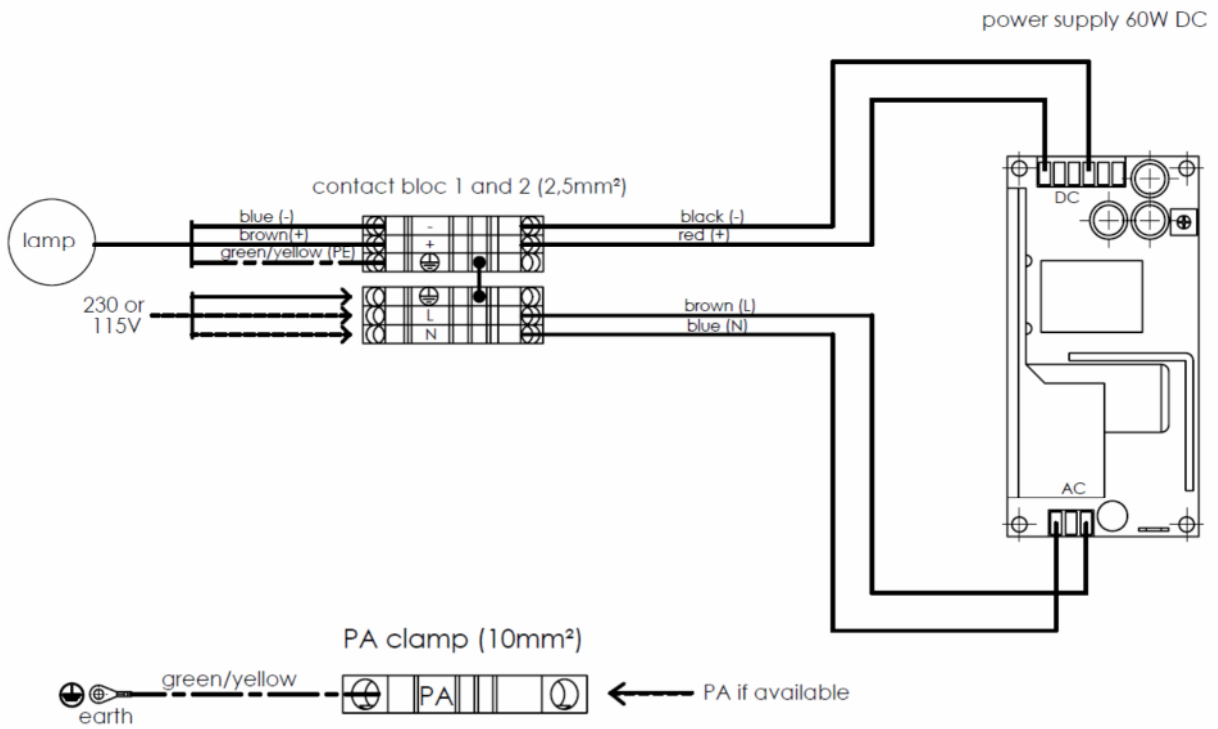 power supply 60W DC
contact bloc 1 and 2 (2,5mm²)
blue (-)
-
black (-)
lamp
brown(+)
+
red (+)
green/yellow (PE)
DC
230 or
115V
L
brown (L)
N
blue (N)
AC
PA clamp (10mm²)
green/yellow
PA
PA if available
earth